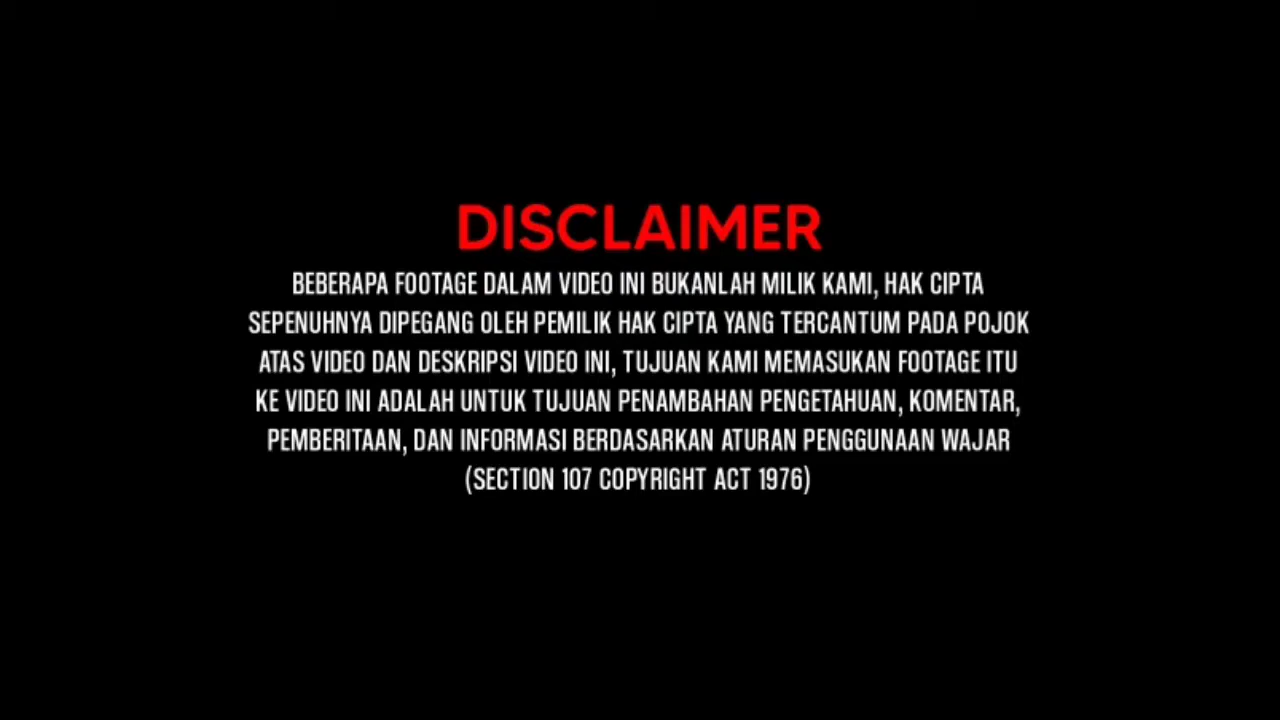 DISCLAIMER
BEBERAPA FOOTAGE DALAM VIDEO INI BUKANLAH MILIK KAMI, HAK CIPTA
SEPENUHNYA DIPEGANG OLEH PEMILIK HAK CIPTA YANG TERCANTUM PADA POJOK
ATAS VIDEO DAN DESKRIPSI VIDEO INI, TUJUAN KAMI MEMASUKAN FOOTAGE ITU
KE VIDEO INI ADALAH UNTUK TUJUAN PENAMBAHAN PENGETAHUAN, KOMENTAR,
PEMBERITAAN, DAN INFORMASI BERDASARKAN ATURAN PENGGUNAAN WAJAR
(SECTION 107 COPYRIGHT ACT 1976)